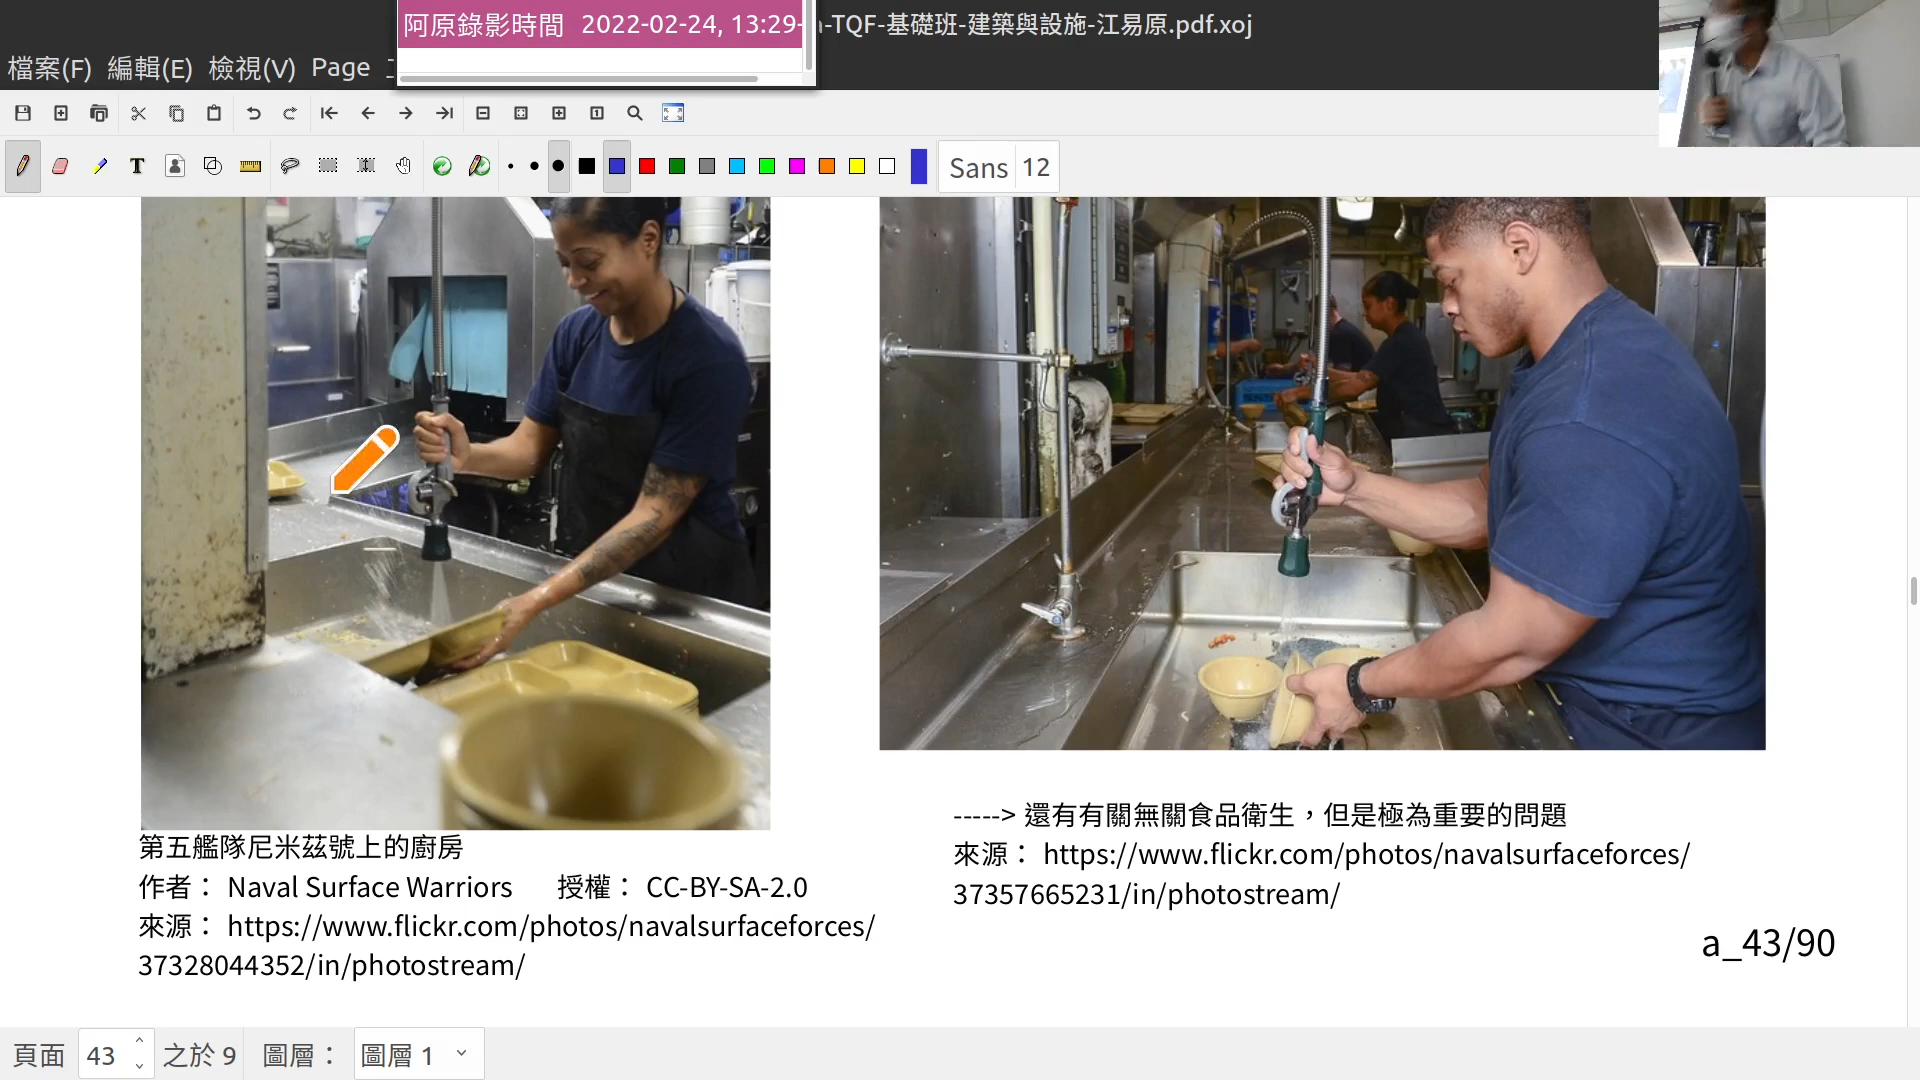 阿原錄影時間 2022-02-24, 13:29-
-TQF-基礎班-建築與設施-江易原.pdf.xoj
檔案(F) 編輯(E) 檢視(V) Page
T
Sans 12
第五艦隊尼米茲號上的廚房
作者： Naval Surface Warriors 授權： CC-BY-SA-2.0
來源： https://www.flickr.com/photos/navalsurfaceforces/
37328044352/in/photostream/
-----> 還有有關無關食品衛生，但是極為重要的問題
來源： https://www.flickr.com/photos/navalsurfaceforces/
37357665231/in/photostream/
a_43/90
頁面 43 之於 9 圖層： 圖層 1